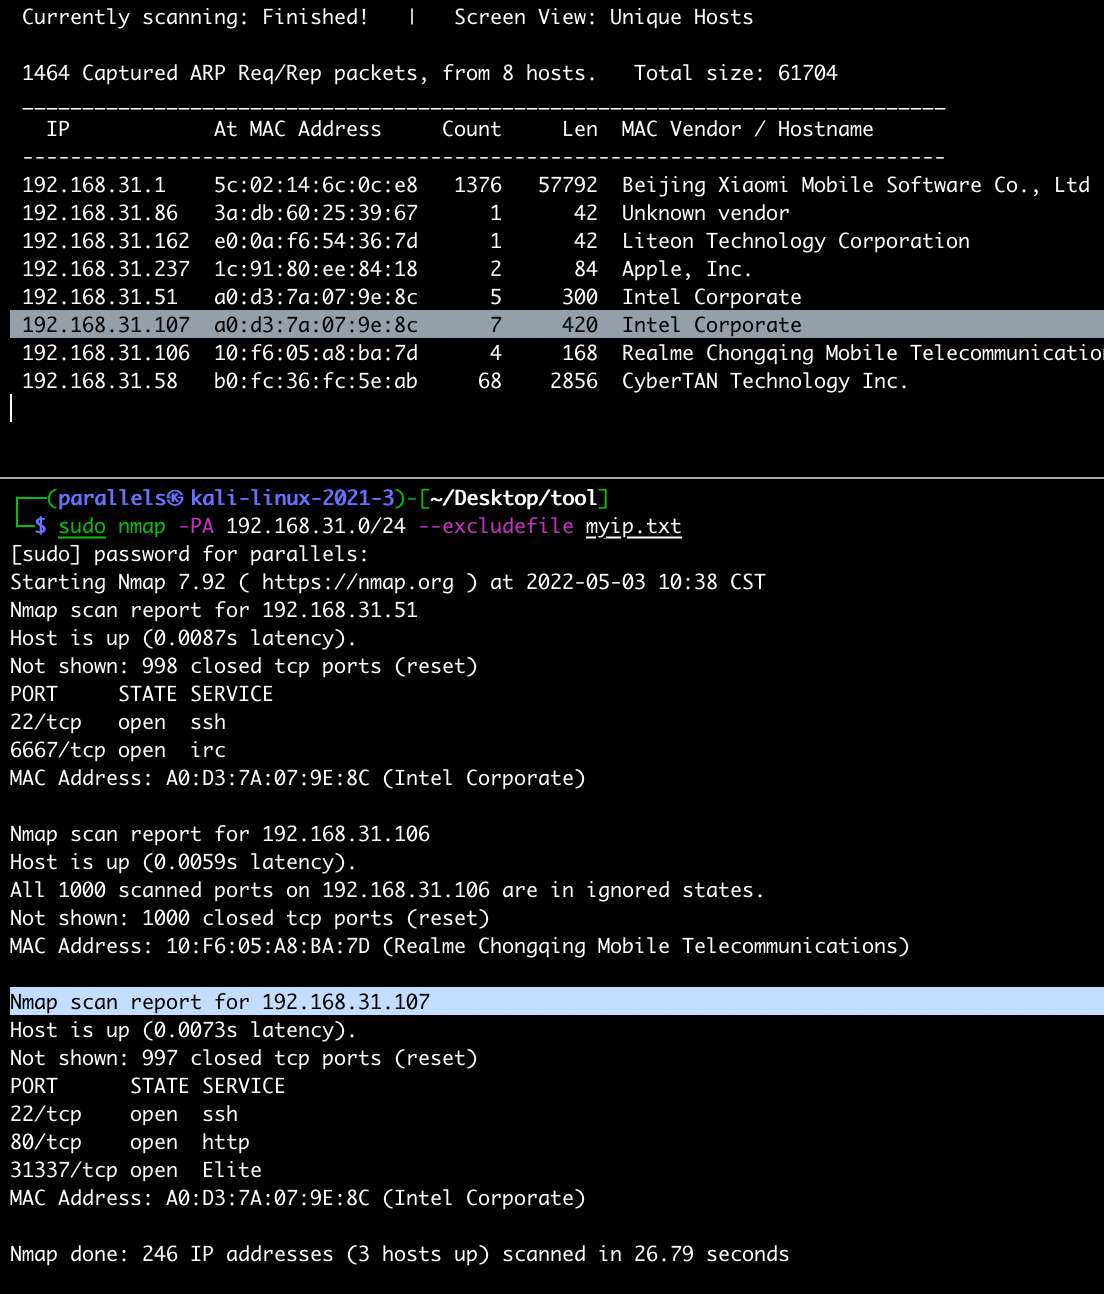 Currently scanning: Finished!   |   Screen View: Unique Hosts
1464 Captured ARP Req/Rep packets, from 8 hosts.   Total size: 61704
_____________________________________________________________________________
IP            At MAC Address     Count     Len  MAC Vendor / Hostname
-----------------------------------------------------------------------------
192.168.31.1    5c:02:14:6c:0c:e8   1376   57792  Beijing Xiaomi Mobile Software Co., Ltd
192.168.31.86   3a:db:60:25:39:67      1      42  Unknown vendor
192.168.31.162  e0:0a:f6:54:36:7d      1      42  Liteon Technology Corporation
192.168.31.237  1c:91:80:ee:84:18      2      84  Apple, Inc.
192.168.31.51   a0:d3:7a:07:9e:8c      5     300  Intel Corporate
192.168.31.107  a0:d3:7a:07:9e:8c      7     420  Intel Corporate
192.168.31.106  10:f6:05:a8:ba:7d      4     168  Realme Chongqing Mobile Telecommunicatio
192.168.31.58   b0:fc:36:fc:5e:ab     68    2856  CyberTAN Technology Inc.
┌──(parallels㉿kali-linux-2021-3)-[~/Desktop/tool]
└─$ sudo nmap -PA 192.168.31.0/24 --excludefile myip.txt
[sudo] password for parallels:
Starting Nmap 7.92 ( https://nmap.org ) at 2022-05-03 10:38 CST
Nmap scan report for 192.168.31.51
Host is up (0.0087s latency).
Not shown: 998 closed tcp ports (reset)
PORT     STATE SERVICE
22/tcp   open  ssh
6667/tcp open  irc
MAC Address: A0:D3:7A:07:9E:8C (Intel Corporate)
Nmap scan report for 192.168.31.106
Host is up (0.0059s latency).
All 1000 scanned ports on 192.168.31.106 are in ignored states.
Not shown: 1000 closed tcp ports (reset)
MAC Address: 10:F6:05:A8:BA:7D (Realme Chongqing Mobile Telecommunications)
Nmap scan report for 192.168.31.107
Host is up (0.0073s latency).
Not shown: 997 closed tcp ports (reset)
PORT      STATE SERVICE
22/tcp    open  ssh
80/tcp    open  http
31337/tcp open  Elite
MAC Address: A0:D3:7A:07:9E:8C (Intel Corporate)
Nmap done: 246 IP addresses (3 hosts up) scanned in 26.79 seconds